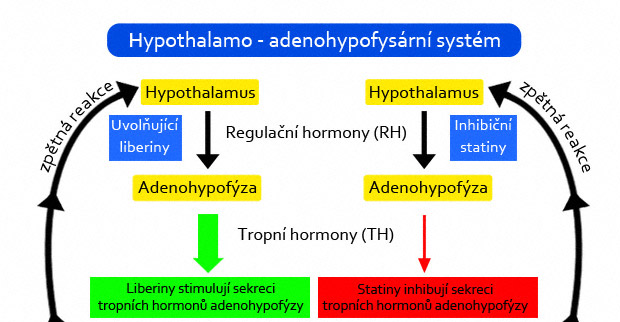 Hypothalamo - adenohypofysární systém
zpětná reakce
Hypothalamus
Hypothalamus
zpětná reakce
Uvolňující
liberiny
Regulační hormony (RH)
Inhibiční
statiny
Adenohypofýza
Adenohypofýza
Tropní hormony (TH)
Liberiny stimulují sekreci
tropních hormonů adenohypofýzy
Statiny inhibují sekreci
tropních hormonů adenohypofýzy